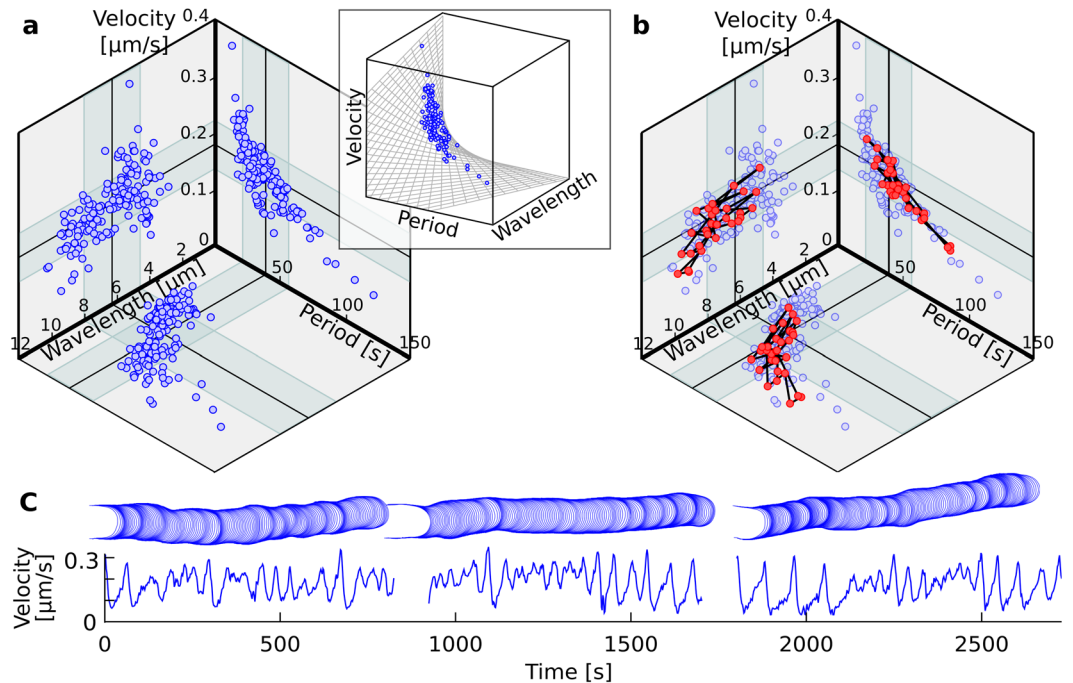 a
Velocity
[µm/s]
0.4
0.3
0.2
0.1
0
2
4
6
8
10
12
Wavelength [µm]
50
100
150
Period [s]
Velocity
Period
Wavelength
b
Velocity
[µm/s]
0.4
0.3
0.2
0.1
0
2
4
6
8
10
12
Wavelength [µm]
50
100
150
Period [s]
C
Velocity
[µm/s]
0.3
0
0
500
1000
1500
2000
2500
Time [s]